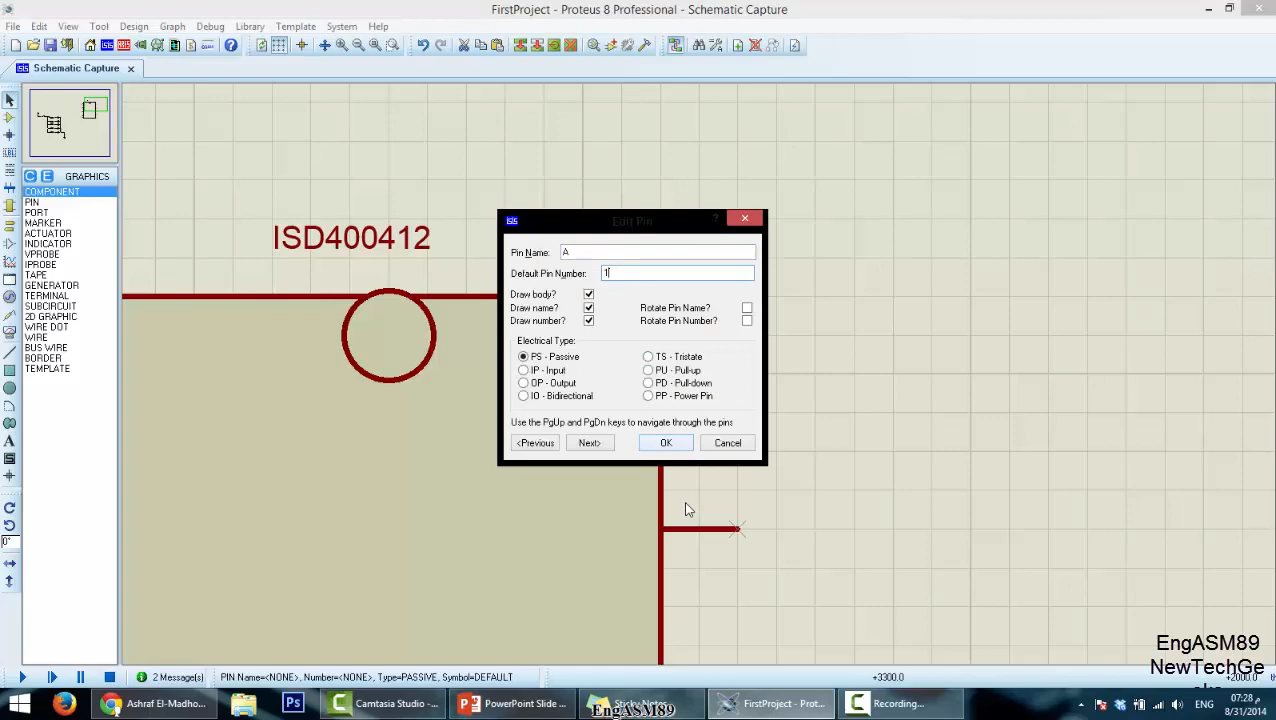 FirstProject - Proteus 8 Professional - Schematic Capture
File Edit View Tool Design Graph Debug Library Template System Help
Schematic Capture
C E GRAPHICS
COMPONENT
PIN
PORT
MARKER
ACTUATOR
INDICATOR
VPROBE
IPROBE
TAPE
GENERATOR
TERMINAL
SUBCIRCUIT
2D GRAPHIC
WIRE DOT
WIRE
BUS WIRE
BORDER
TEMPLATE
0°
ISD400412
Edit Pin
Pin Name: A
Default Pin Number: 1
Draw body?
Draw name? Rotate Pin Name?
Draw number? Rotate Pin Number?
Electrical Type:
PS - Passive TS - Tristate
IP - Input PU - Pull-up
OP - Output PD - Pull-down
IO - Bidirectional PP - Power Pin
Use the PgUp and PgDn keys to navigate through the pins
<Previous Next> OK Cancel
EngASM89
NewTechGe
2 Message(s) PIN Name=<NONE>, Number=<NONE>, Type=PASSIVE, Symbol=DEFAULT +3300.0 +2000.0
Ashraf El-Madho... Camtasia Studio -... PowerPoint Slide ... EngASM89 FirstProject - Prot... Recording... ENG 07:28 م
8/31/2014